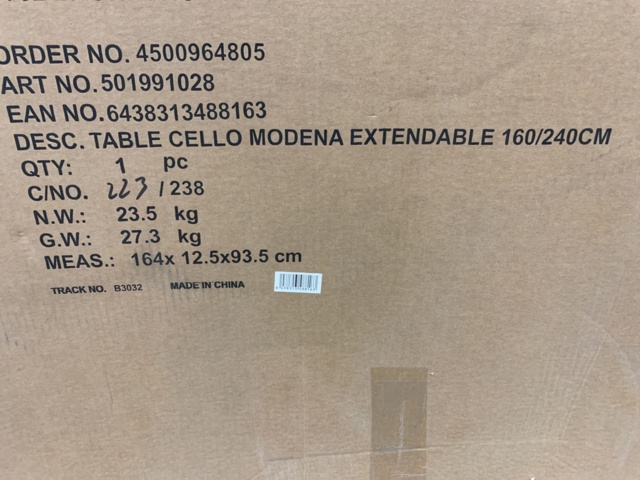 ORDER NO. 4500964805
ART NO. 501991028
EAN NO. 6438313488163
DESC. TABLE CELLO MODENA EXTENDABLE 160/240CM
QTY: 1 pc
C/NO. 223 / 238
N.W.: 23.5 kg
G.W.: 27.3 kg
MEAS.: 164x 12.5x93.5 cm
TRACK NO. B3032 MADE IN CHINA